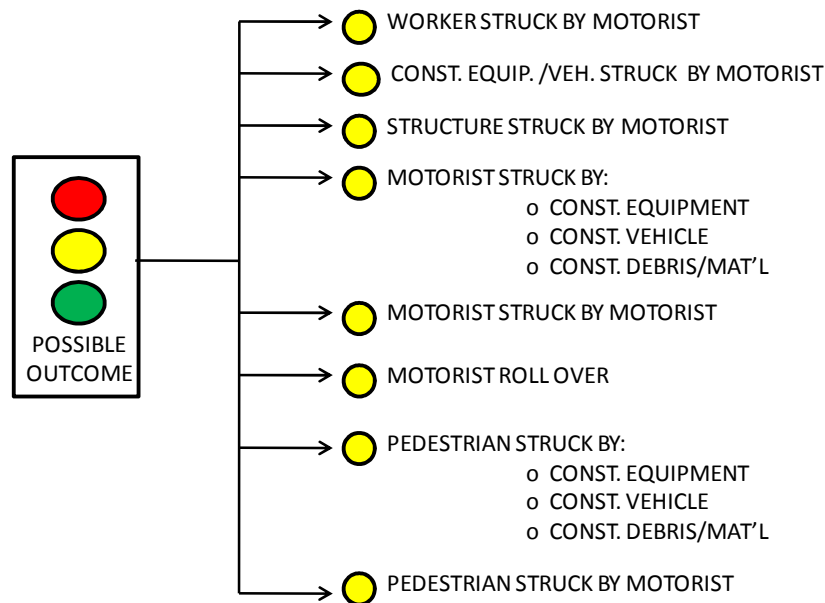 WORKER STRUCK BY MOTORIST
CONST. EQUIP. /VEH. STRUCK BY MOTORIST
STRUCTURE STRUCK BY MOTORIST
MOTORIST STRUCK BY:
o CONST. EQUIPMENT
o CONST. VEHICLE
o CONST. DEBRIS/MAT'L
POSSIBLE
OUTCOME
MOTORIST STRUCK BY MOTORIST
MOTORIST ROLL OVER
PEDESTRIAN STRUCK BY:
o CONST. EQUIPMENT
o CONST. VEHICLE
o CONST. DEBRIS/MAT'L
PEDESTRIAN STRUCK BY MOTORIST